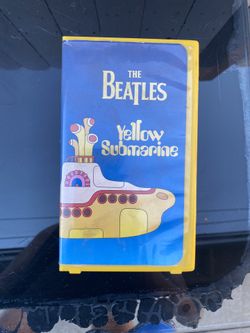 THE
BEATLES
Yellow
Submarine